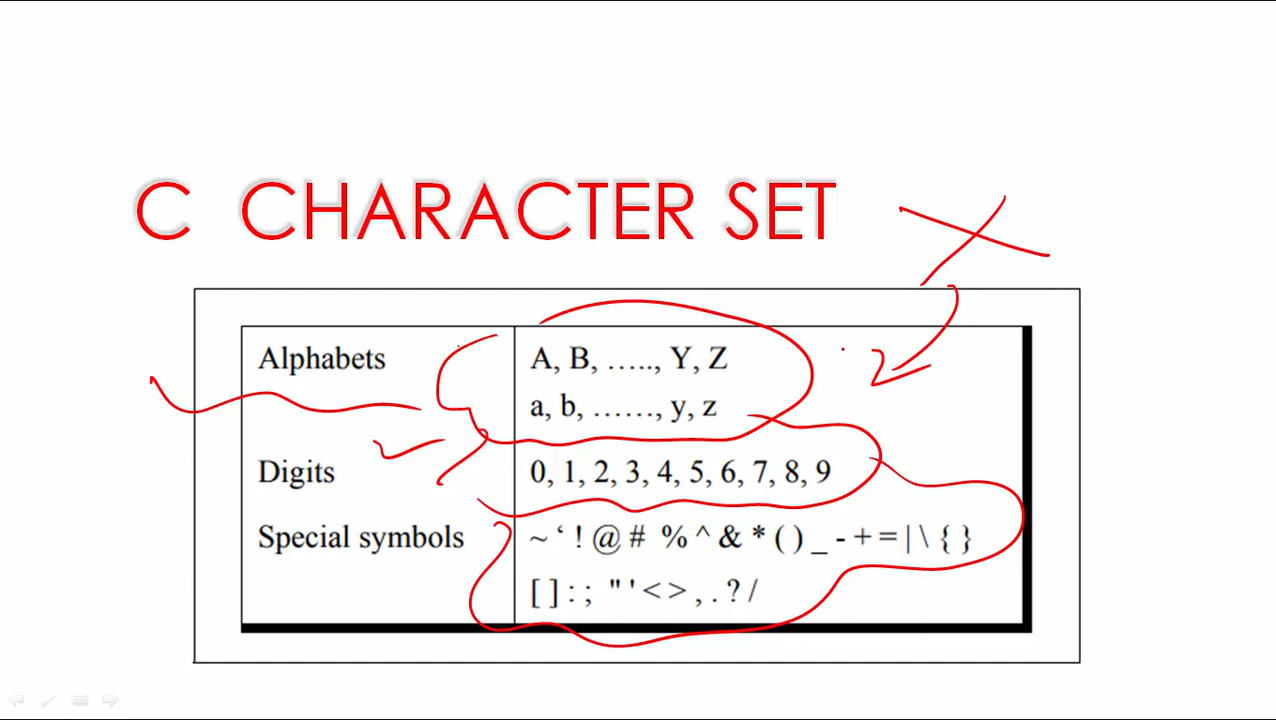 C CHARACTER SET
Alphabets A, B, ….., Y, Z
a, b, ……, y, z
Digits 0, 1, 2, 3, 4, 5, 6, 7, 8, 9
Special symbols ~ ‘ ! @ # % ^ & * ( ) _ - + = | \ { }
[ ] : ; " ' < > , . ? /